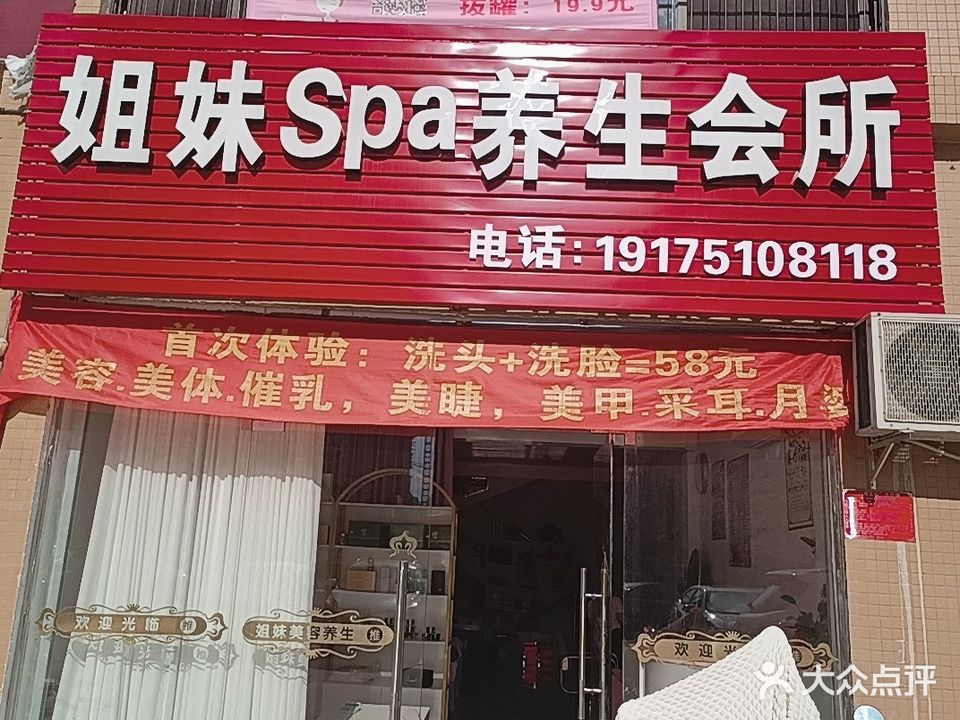 拔罐：19.9元
姐妹Spa养生会所
电话：19175108118
首次体验：洗头+洗脸=58元
美容.美体.催乳，美睫，美甲.采耳.月
欢迎光临 推
姐妹美容养生 推
欢迎光
大众点评